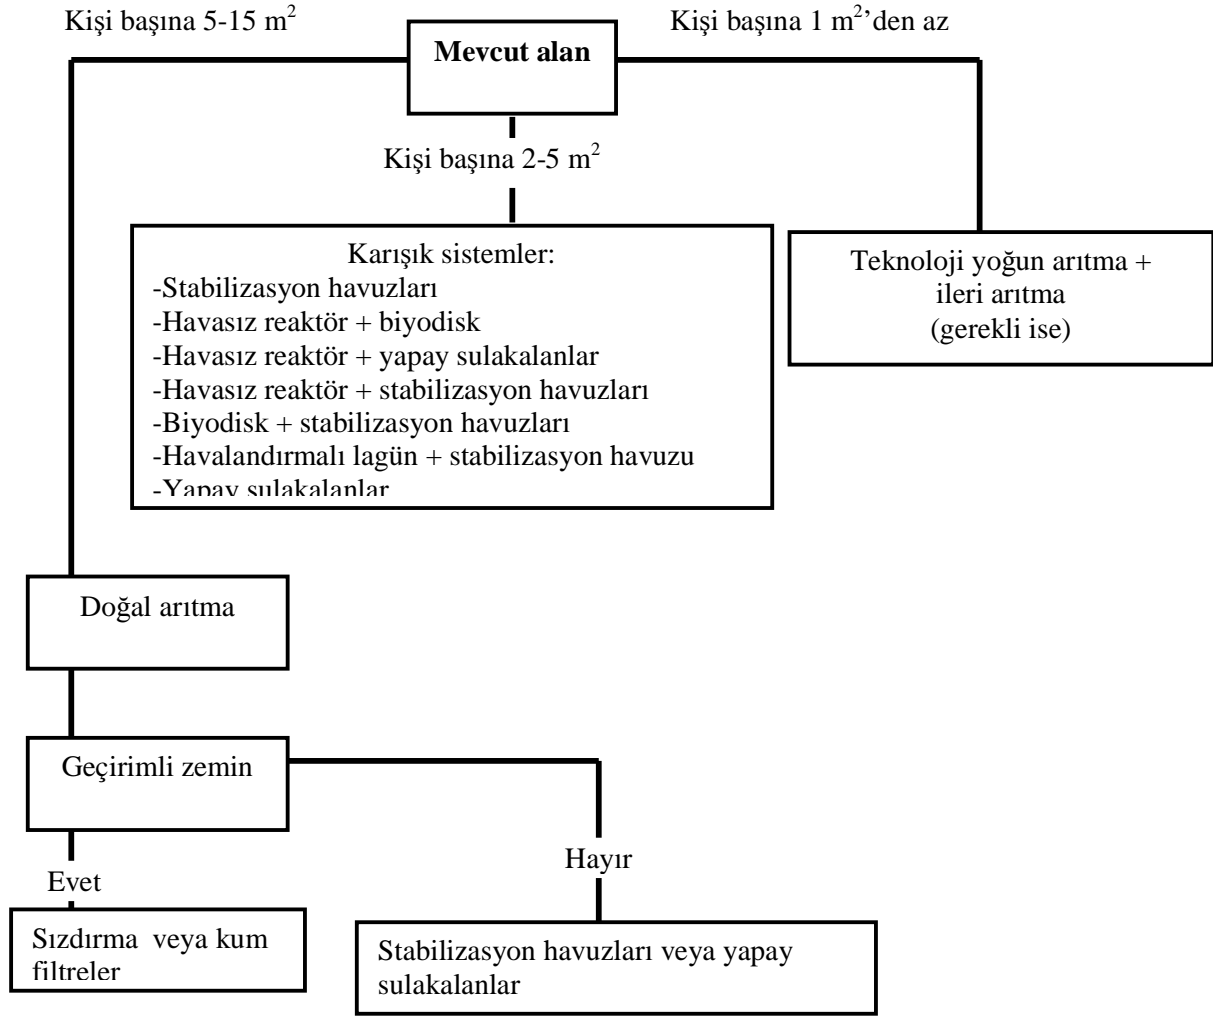 Kişi başına 5-15 m²
Kişi başına 1 m²’den az
Mevcut alan
Kişi başına 2-5 m²
Karışık sistemler:
-Stabilizasyon havuzları
-Havasız reaktör + biyodisk
-Havasız reaktör + yapay sulakalanlar
-Havasız reaktör + stabilizasyon havuzları
-Biyodisk + stabilizasyon havuzları
-Havalandırmalı lagün + stabilizasyon havuzu
-Yapay sulakalanlar
Teknoloji yoğun arıtma +
ileri arıtma
(gerekli ise)
Doğal arıtma
Geçirimli zemin
Evet
Hayır
Sızdırma veya kum
filtreler
Stabilizasyon havuzları veya yapay
sulakalanlar